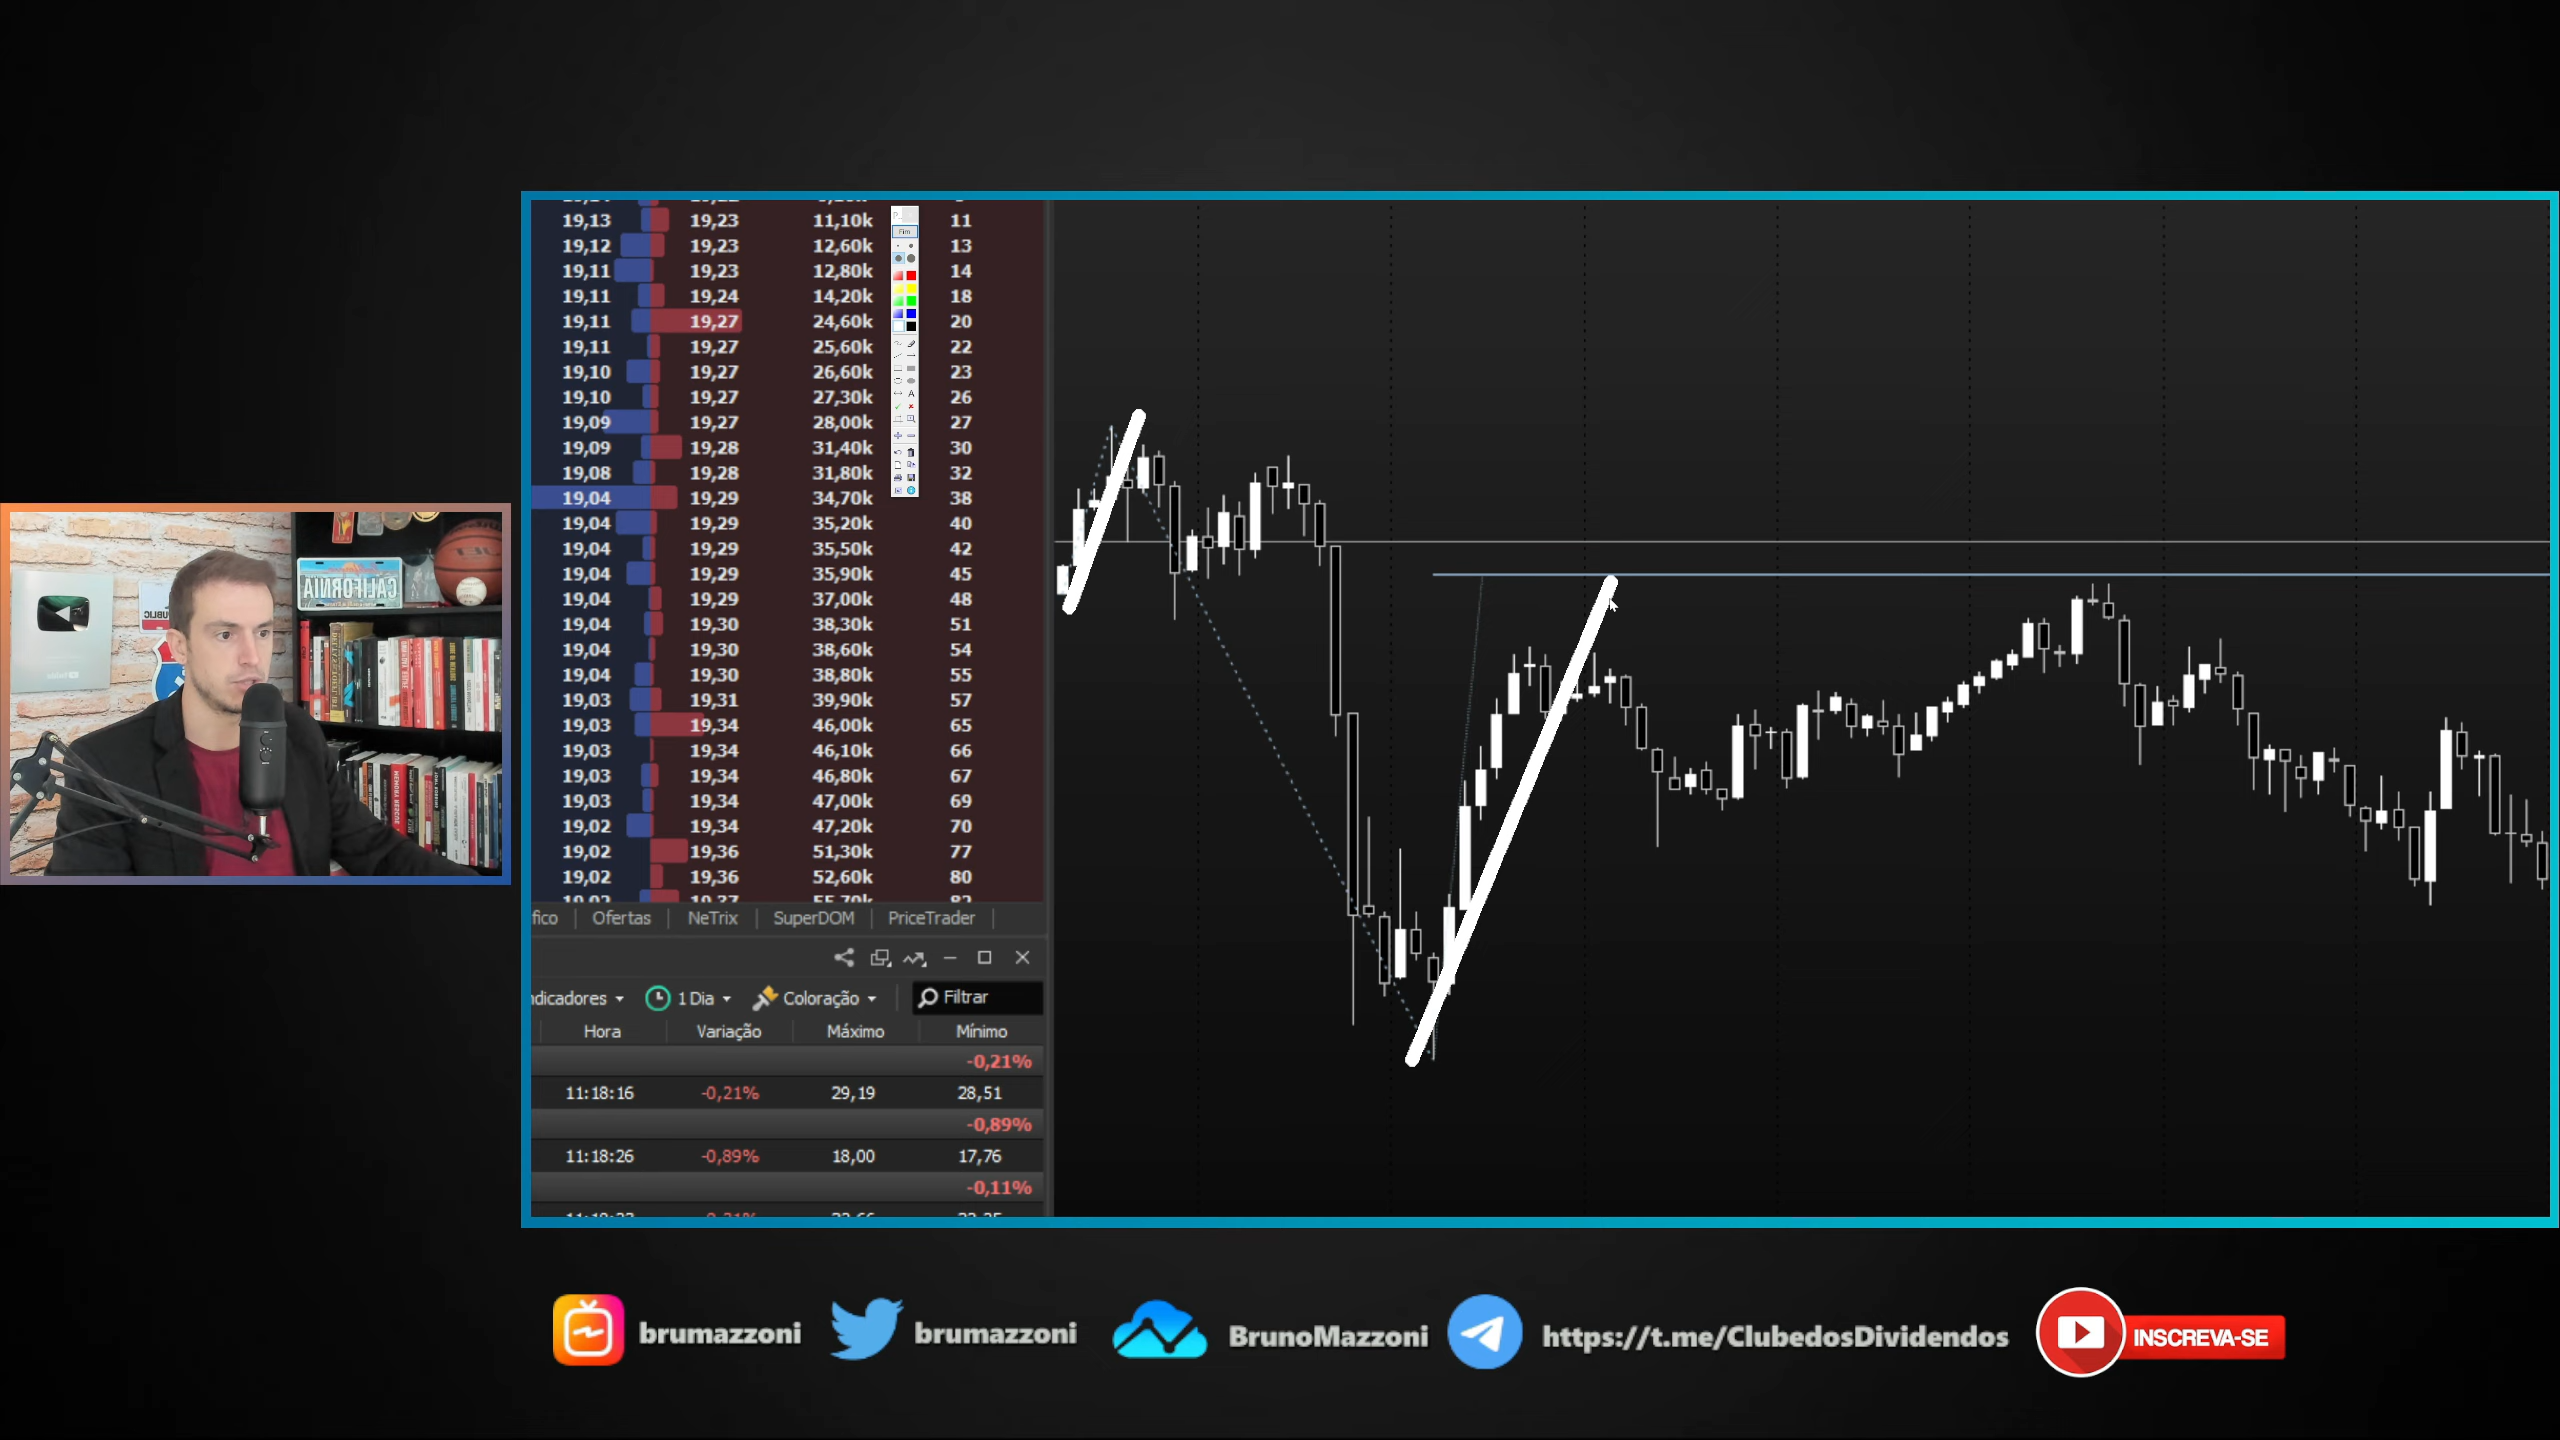 19,13 19,23 11,10k 11
19,12 19,23 12,60k 13
19,11 19,23 12,80k 14
19,11 19,24 14,20k 18
19,11 19,27 24,60k 20
19,11 19,27 25,60k 22
19,10 19,27 26,60k 23
19,10 19,27 27,30k 26
19,09 19,27 28,00k 27
19,09 19,28 31,40k 30
19,08 19,28 31,80k 32
19,04 19,29 34,70k 38
19,04 19,29 35,20k 40
19,04 19,29 35,50k 42
19,04 19,29 35,90k 45
19,04 19,29 37,00k 48
19,04 19,30 38,30k 51
19,04 19,30 38,60k 54
19,04 19,30 38,80k 55
19,03 19,31 39,90k 57
19,03 19,34 46,00k 65
19,03 19,34 46,10k 66
19,03 19,34 46,80k 67
19,03 19,34 47,00k 69
19,02 19,34 47,20k 70
19,02 19,36 51,30k 77
19,02 19,36 52,60k 80
Fim
fico Ofertas NeTrix SuperDOM PriceTrader
ndicadores 1 Dia Coloração Filtrar
Hora Variação Máximo Mínimo
-0,21%
11:18:16 -0,21% 29,19 28,51
-0,89%
11:18:26 -0,89% 18,00 17,76
-0,11%
CALIFORNIA
PUBLIC
brumazzoni brumazzoni BrunoMazzoni https://t.me/ClubedosDividendos INSCREVA-SE